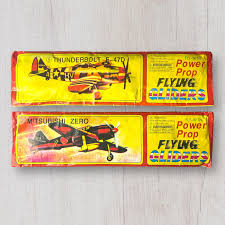 THUNDERBOLT P-47D
Power
Prop
FLYING
GLIDERS
MITSUBISHI ZERO
Power
Prop
FLYING
GLIDERS